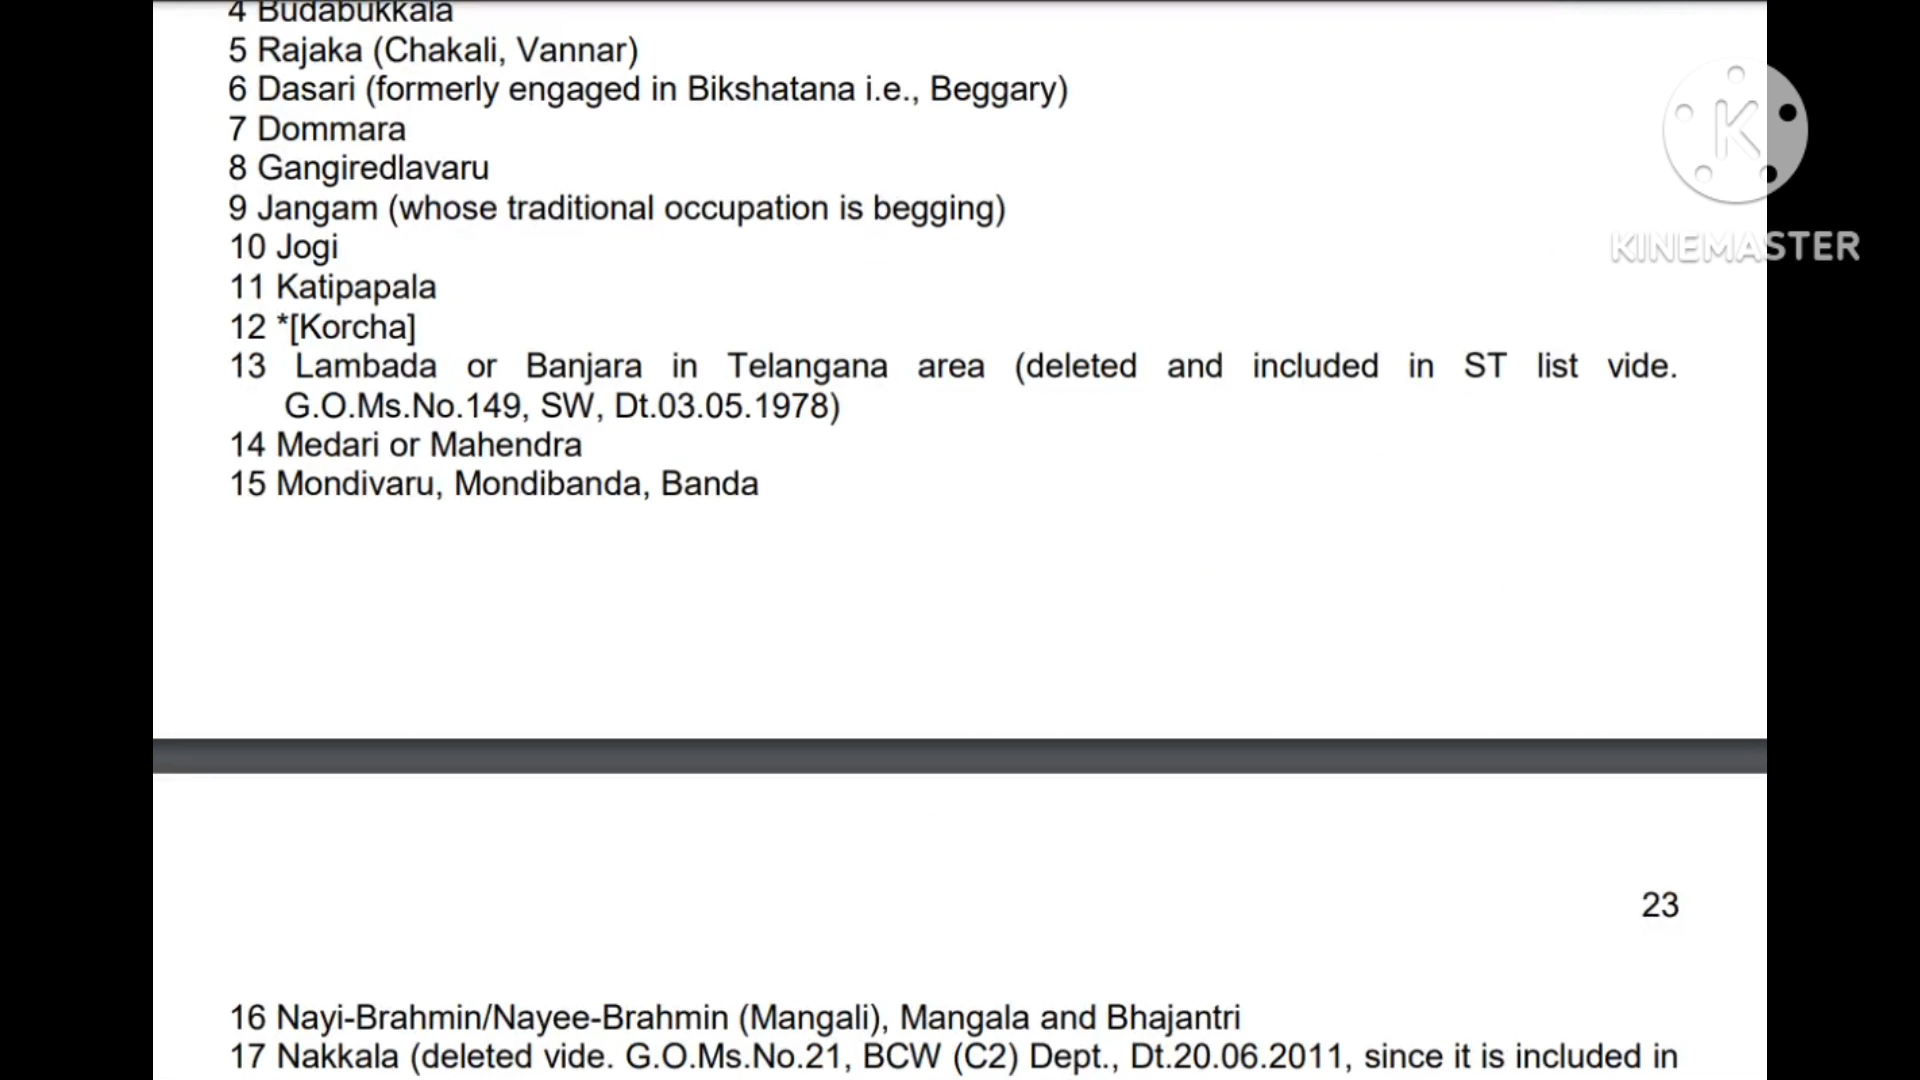 4 Budabukkala
5 Rajaka (Chakali, Vannar)
6 Dasari (formerly engaged in Bikshatana i.e., Beggary)
7 Dommara
8 Gangiredlavaru
9 Jangam (whose traditional occupation is begging)
10 Jogi
11 Katipapala
12 *[Korcha]
13 Lambada or Banjara in Telangana area (deleted and included in ST list vide.
G.O.Ms.No.149, SW, Dt.03.05.1978)
14 Medari or Mahendra
15 Mondivaru, Mondibanda, Banda
K
KINEMASTER
23
16 Nayi-Brahmin/Nayee-Brahmin (Mangali), Mangala and Bhajantri
17 Nakkala (deleted vide. G.O.Ms.No.21, BCW (C2) Dept., Dt.20.06.2011, since it is included in